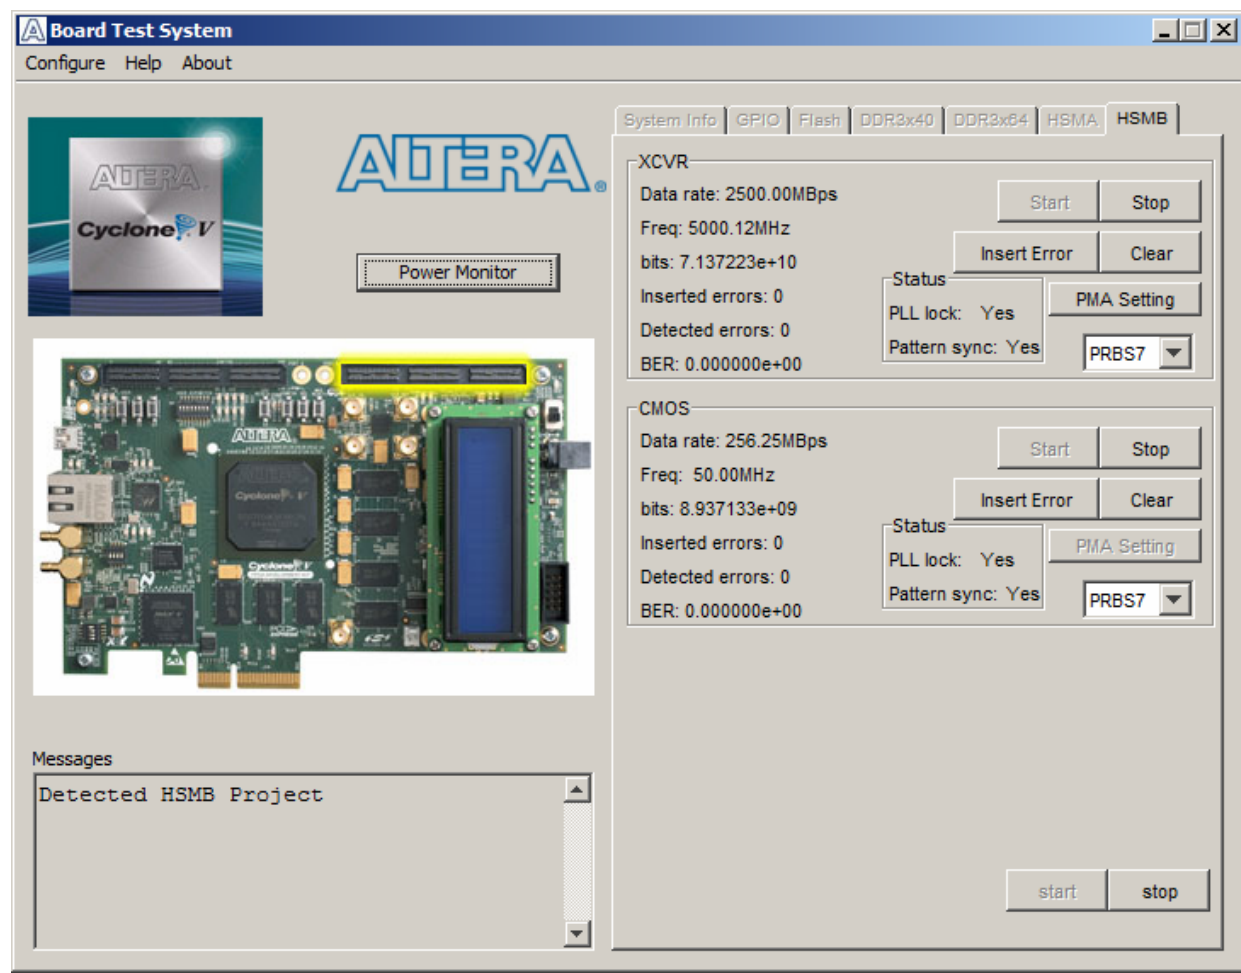 Board Test System
Configure Help About
System Info GPIO Flash DDR3x40 DDR3x64 HSMA HSMB
ALTERA
Cyclone V
ALTERA
Power Monitor
ALTERA
Cyclone V
Cyclone V
XCVR
Data rate: 2500.00MBps
Start Stop
Freq: 5000.12MHz
Insert Error Clear
bits: 7.137223e+10
Status
Inserted errors: 0
PLL lock: Yes
PMA Setting
Detected errors: 0
Pattern sync: Yes
PRBS7
BER: 0.000000e+00
CMOS
Data rate: 256.25MBps
Start Stop
Freq: 50.00MHz
Insert Error Clear
bits: 8.937133e+09
Status
Inserted errors: 0
PLL lock: Yes
PMA Setting
Detected errors: 0
Pattern sync: Yes
PRBS7
BER: 0.000000e+00
Messages
Detected HSMB Project
start stop